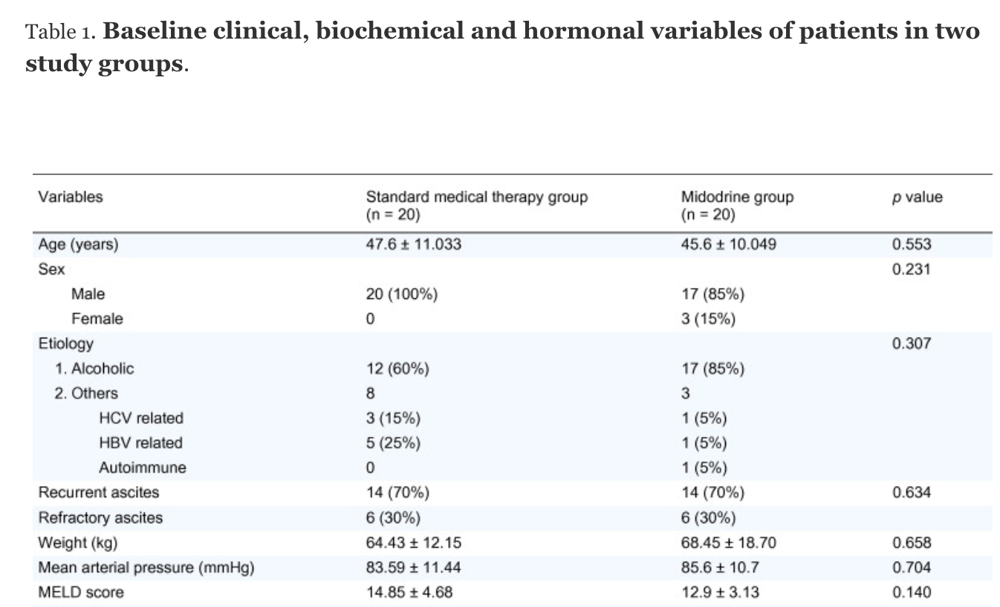 Table 1. Baseline clinical, biochemical and hormonal variables of patients in two
study groups.
Variables Standard medical therapy group Midodrine group p value
(n = 20) (n = 20)
Age (years) 47.6 ± 11.033 45.6 ± 10.049 0.553
Sex 0.231
Male 20 (100%) 17 (85%)
Female 0 3 (15%)
Etiology 0.307
1. Alcoholic 12 (60%) 17 (85%)
2. Others 8 3
HCV related 3 (15%) 1 (5%)
HBV related 5 (25%) 1 (5%)
Autoimmune 0 1 (5%)
Recurrent ascites 14 (70%) 14 (70%) 0.634
Refractory ascites 6 (30%) 6 (30%)
Weight (kg) 64.43 ± 12.15 68.45 ± 18.70 0.658
Mean arterial pressure (mmHg) 83.59 ± 11.44 85.6 ± 10.7 0.704
MELD score 14.85 ± 4.68 12.9 ± 3.13 0.140